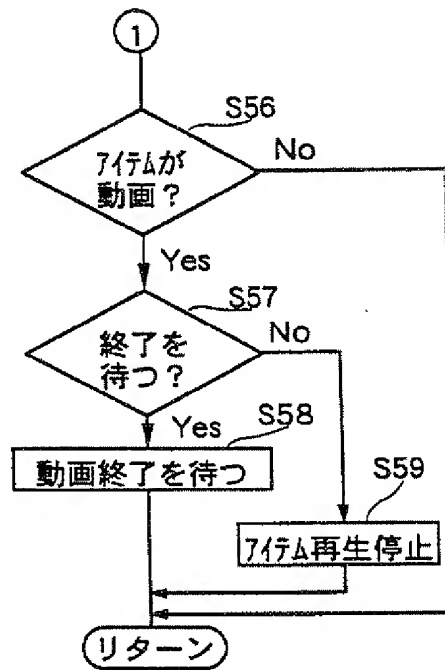 1
S56
アイテムが
動画？
No
Yes
S57
終了を
待つ？
No
Yes
S58
動画終了を待つ
S59
アイテム再生停止
リターン